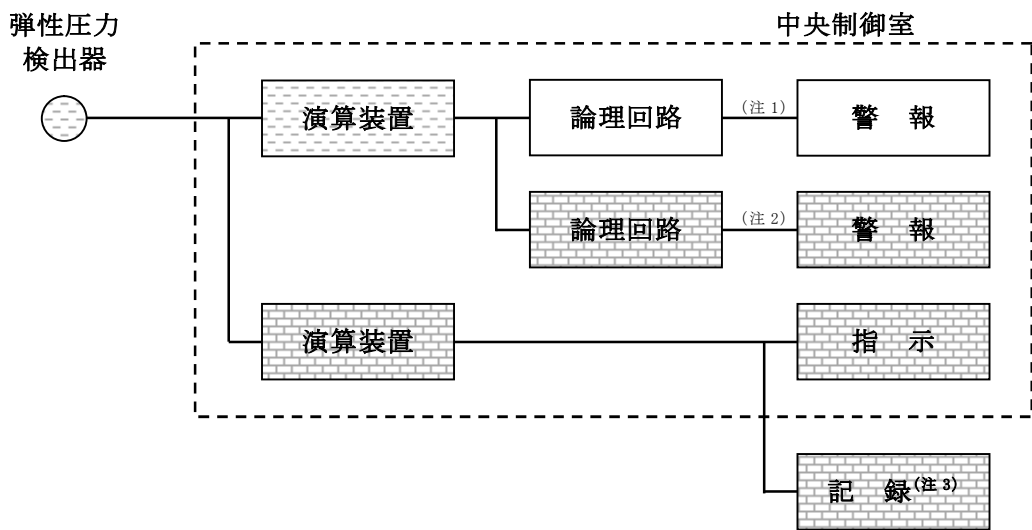 弾性圧力
検出器
中央制御室
演算装置
論理回路
(注 1)
警 報
論理回路
(注 2)
警 報
演算装置
指 示
記 録(注 3)